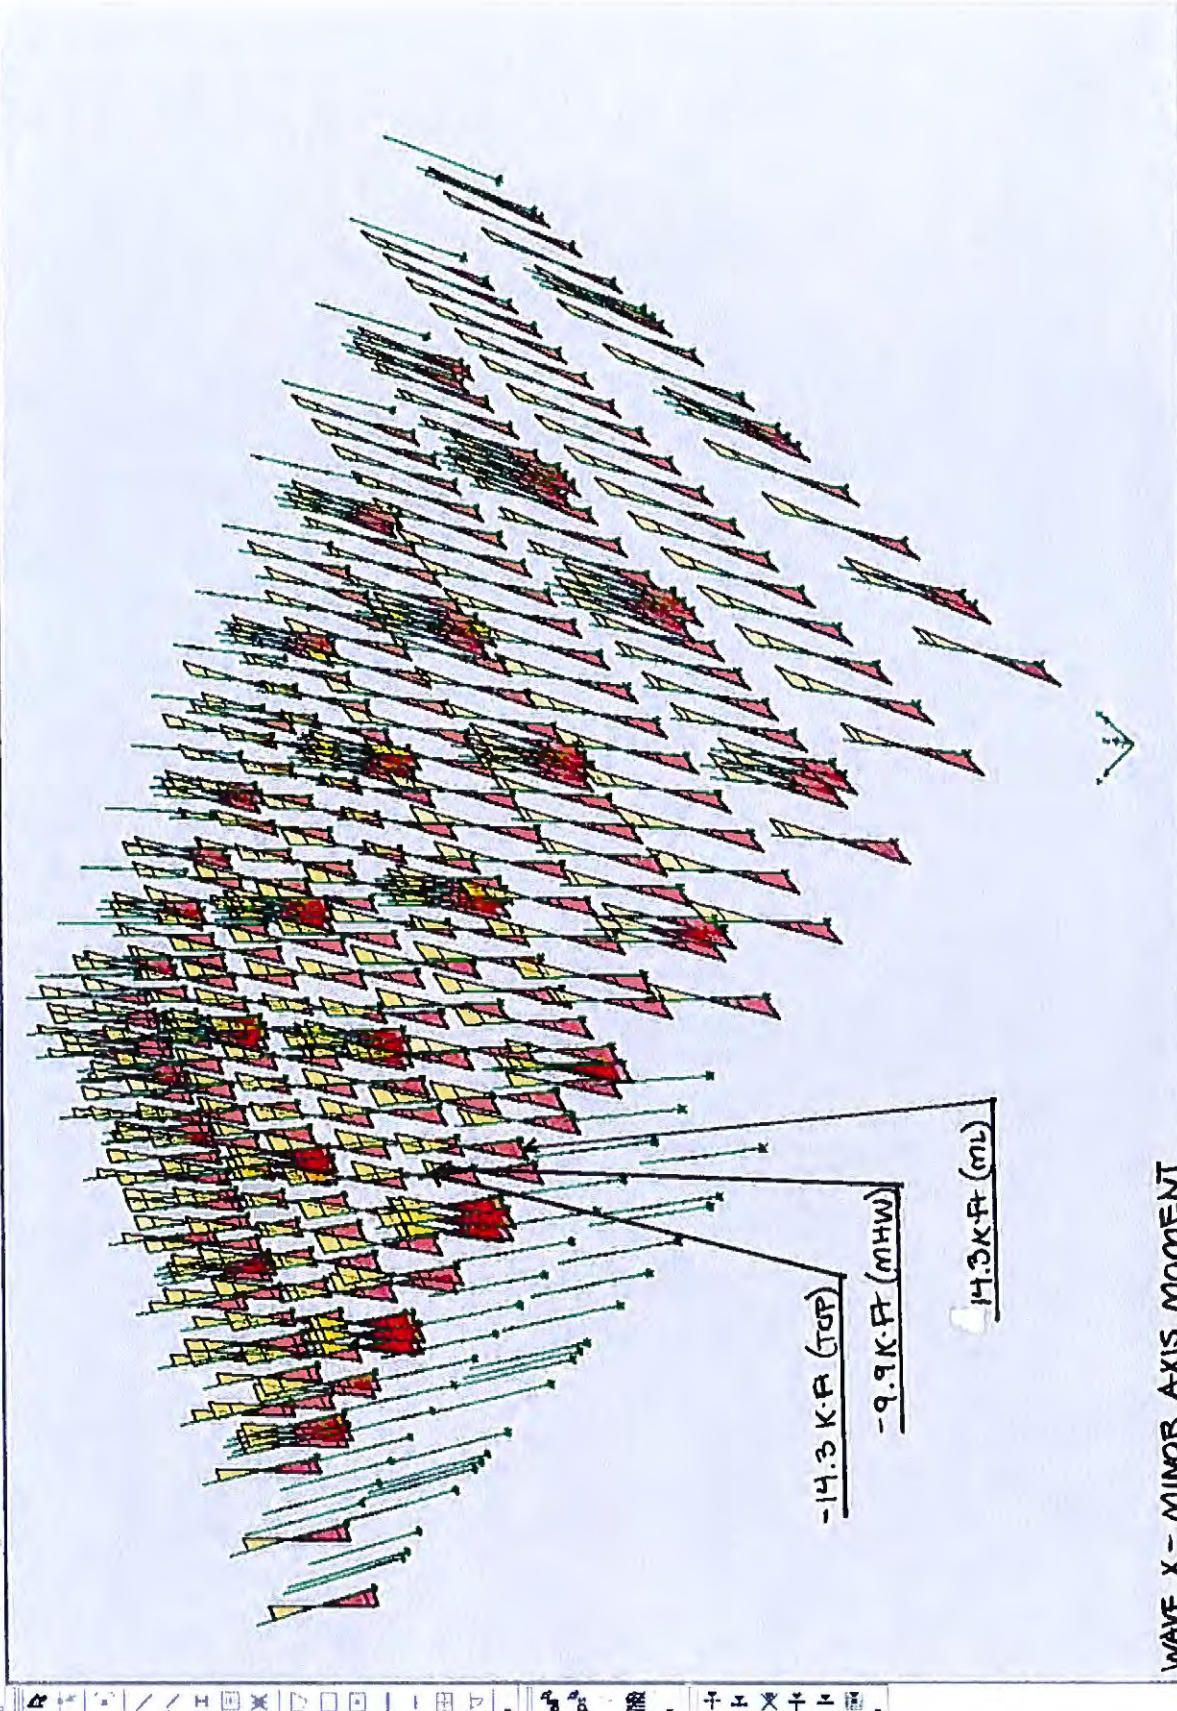 -14.3 K·Ft (TOP)
-9.9 K·Ft (MHW)
14.3 K·Ft (ML)
WAVE X - MINOR AXIS MOMENT